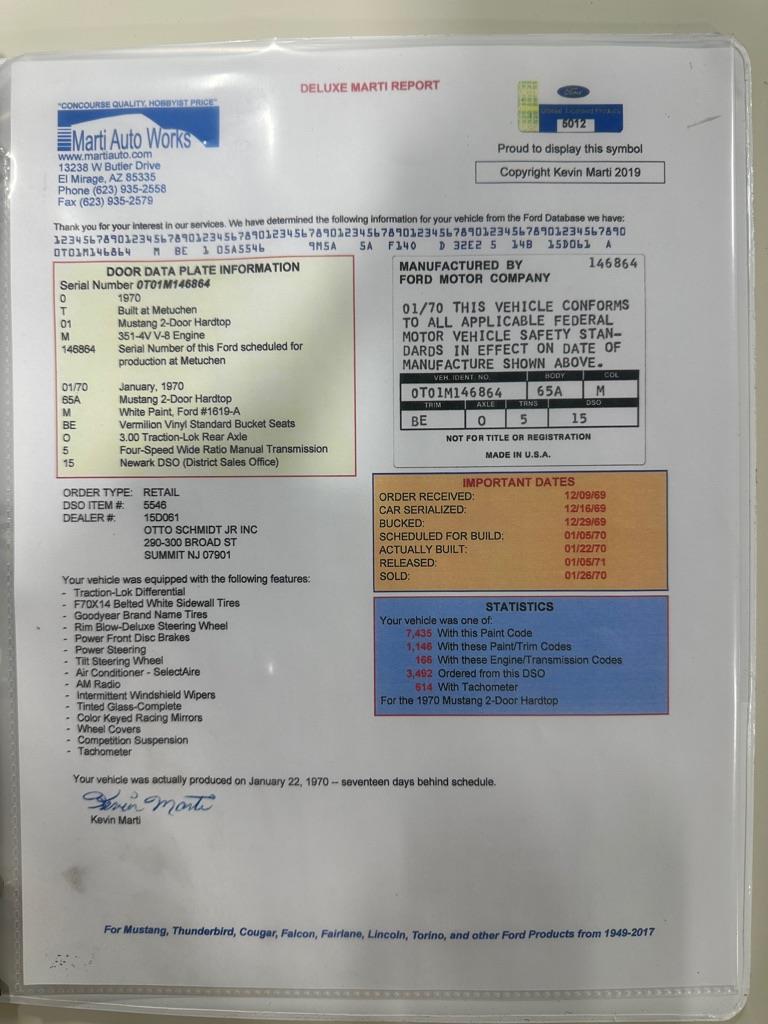 DELUXE MARTI REPORT
"CONCOURSE QUALITY, HOBBYIST PRICE"
Marti Auto Works
www.martiauto.com
13238 W Butler Drive
El Mirage, AZ 85335
Phone (623) 935-2558
Fax (623) 935-2579
Ford
6012
Proud to display this symbol
Copyright Kevin Marti 2019
Thank you for your interest in our services. We have determined the following information for your vehicle from the Ford Database we have:
12345678901234567890123456789012345678901234567890123456789012345678901234567890
0T01M146864 M BE 1 05A5546 9M5A 5A F140 D 32E2 5 14B 15D061 A
DOOR DATA PLATE INFORMATION
Serial Number 0T01M146864
0 1970
T Built at Metuchen
01 Mustang 2-Door Hardtop
M 351-4V V-8 Engine
146864 Serial Number of this Ford scheduled for
production at Metuchen
01/70 January, 1970
65A Mustang 2-Door Hardtop
M White Paint, Ford #1619-A
BE Vermilion Vinyl Standard Bucket Seats
O 3.00 Traction-Lok Rear Axle
5 Four-Speed Wide Ratio Manual Transmission
15 Newark DSO (District Sales Office)
MANUFACTURED BY 146864
FORD MOTOR COMPANY
01/70 THIS VEHICLE CONFORMS
TO ALL APPLICABLE FEDERAL
MOTOR VEHICLE SAFETY STAN-
DARDS IN EFFECT ON DATE OF
MANUFACTURE SHOWN ABOVE.
VEH. IDENT. NO. BODY COL
0T01M146864 65A M
TRIM AXLE TRNS DSO
BE O 5 15
NOT FOR TITLE OR REGISTRATION
MADE IN U.S.A.
ORDER TYPE: RETAIL
DSO ITEM #: 5546
DEALER #: 15D061
OTTO SCHMIDT JR INC
290-300 BROAD ST
SUMMIT NJ 07901
IMPORTANT DATES
ORDER RECEIVED: 12/09/69
CAR SERIALIZED: 12/16/69
BUCKED: 12/29/69
SCHEDULED FOR BUILD: 01/05/70
ACTUALLY BUILT: 01/22/70
RELEASED: 01/05/71
SOLD: 01/26/70
Your vehicle was equipped with the following features:
- Traction-Lok Differential
- F70X14 Belted White Sidewall Tires
- Goodyear Brand Name Tires
- Rim Blow-Deluxe Steering Wheel
- Power Front Disc Brakes
- Power Steering
- Tilt Steering Wheel
- Air Conditioner - SelectAire
- AM Radio
- Intermittent Windshield Wipers
- Tinted Glass-Complete
- Color Keyed Racing Mirrors
- Wheel Covers
- Competition Suspension
- Tachometer
STATISTICS
Your vehicle was one of:
7,435 With this Paint Code
1,146 With these Paint/Trim Codes
166 With these Engine/Transmission Codes
3,492 Ordered from this DSO
614 With Tachometer
For the 1970 Mustang 2-Door Hardtop
Your vehicle was actually produced on January 22, 1970 -- seventeen days behind schedule.
Kevin Marti
Kevin Marti
For Mustang, Thunderbird, Cougar, Falcon, Fairlane, Lincoln, Torino, and other Ford Products from 1949-2017